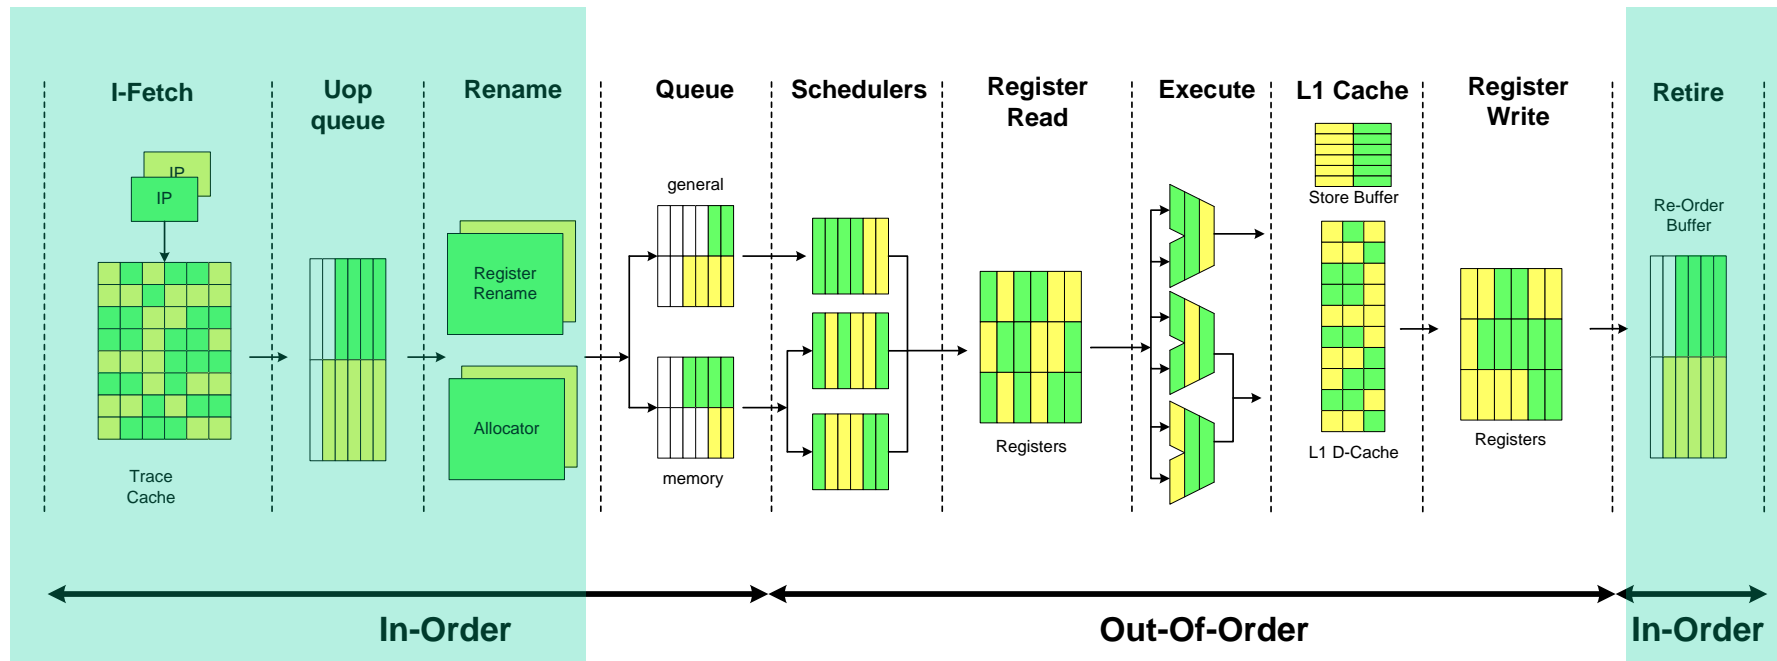 I-Fetch
Uop
queue
Rename
Queue
Schedulers
Register
Read
Execute
L1 Cache
Register
Write
Retire
IP
IP
Trace
Cache
Register
Rename
Allocator
general
memory
Registers
Store Buffer
L1 D-Cache
Registers
Re-Order
Buffer
In-Order
Out-Of-Order
In-Order